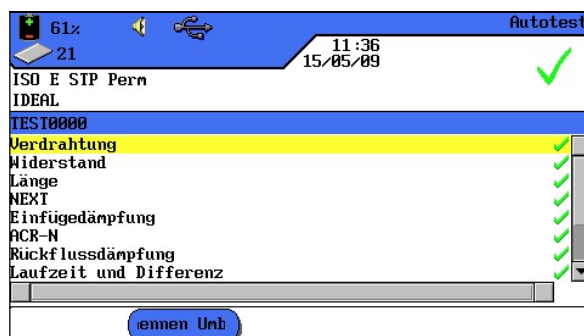 61% Autotest
21
11:36
15/05/09
ISO E STP Perm
IDEAL
TEST0000
Verdrahtung
Widerstand
Länge
NEXT
Einfügedämpfung
ACR-N
Rückflussdämpfung
Laufzeit und Differenz
ennen Umb